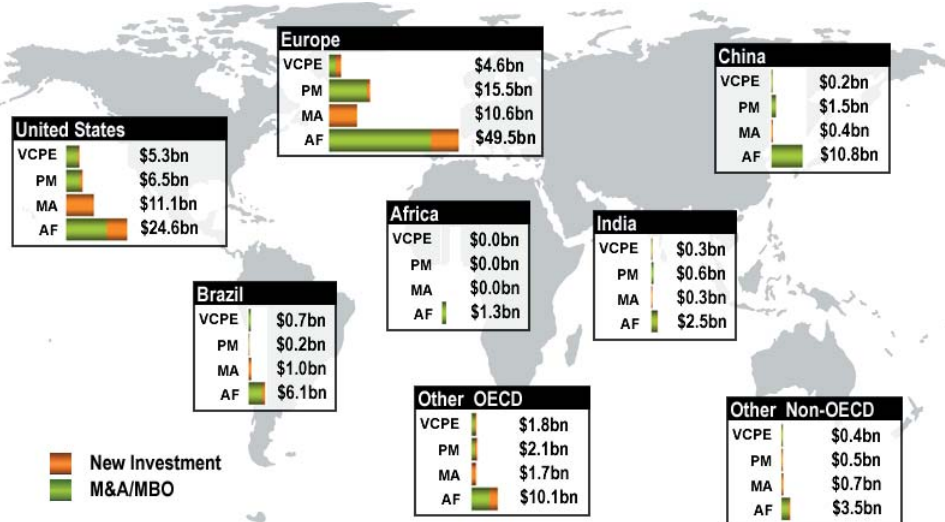 Europe
VCPE $4.6bn
PM $15.5bn
MA $10.6bn
AF $49.5bn
China
VCPE $0.2bn
PM $1.5bn
MA $0.4bn
AF $10.8bn
United States
VCPE $5.3bn
PM $6.5bn
MA $11.1bn
AF $24.6bn
Africa
VCPE $0.0bn
PM $0.0bn
MA $0.0bn
AF $1.3bn
India
VCPE $0.3bn
PM $0.6bn
MA $0.3bn
AF $2.5bn
Brazil
VCPE $0.7bn
PM $0.2bn
MA $1.0bn
AF $6.1bn
Other OECD
VCPE $1.8bn
PM $2.1bn
MA $1.7bn
AF $10.1bn
Other Non-OECD
VCPE $0.4bn
PM $0.5bn
MA $0.7bn
AF $3.5bn
New Investment
M&A/MBO